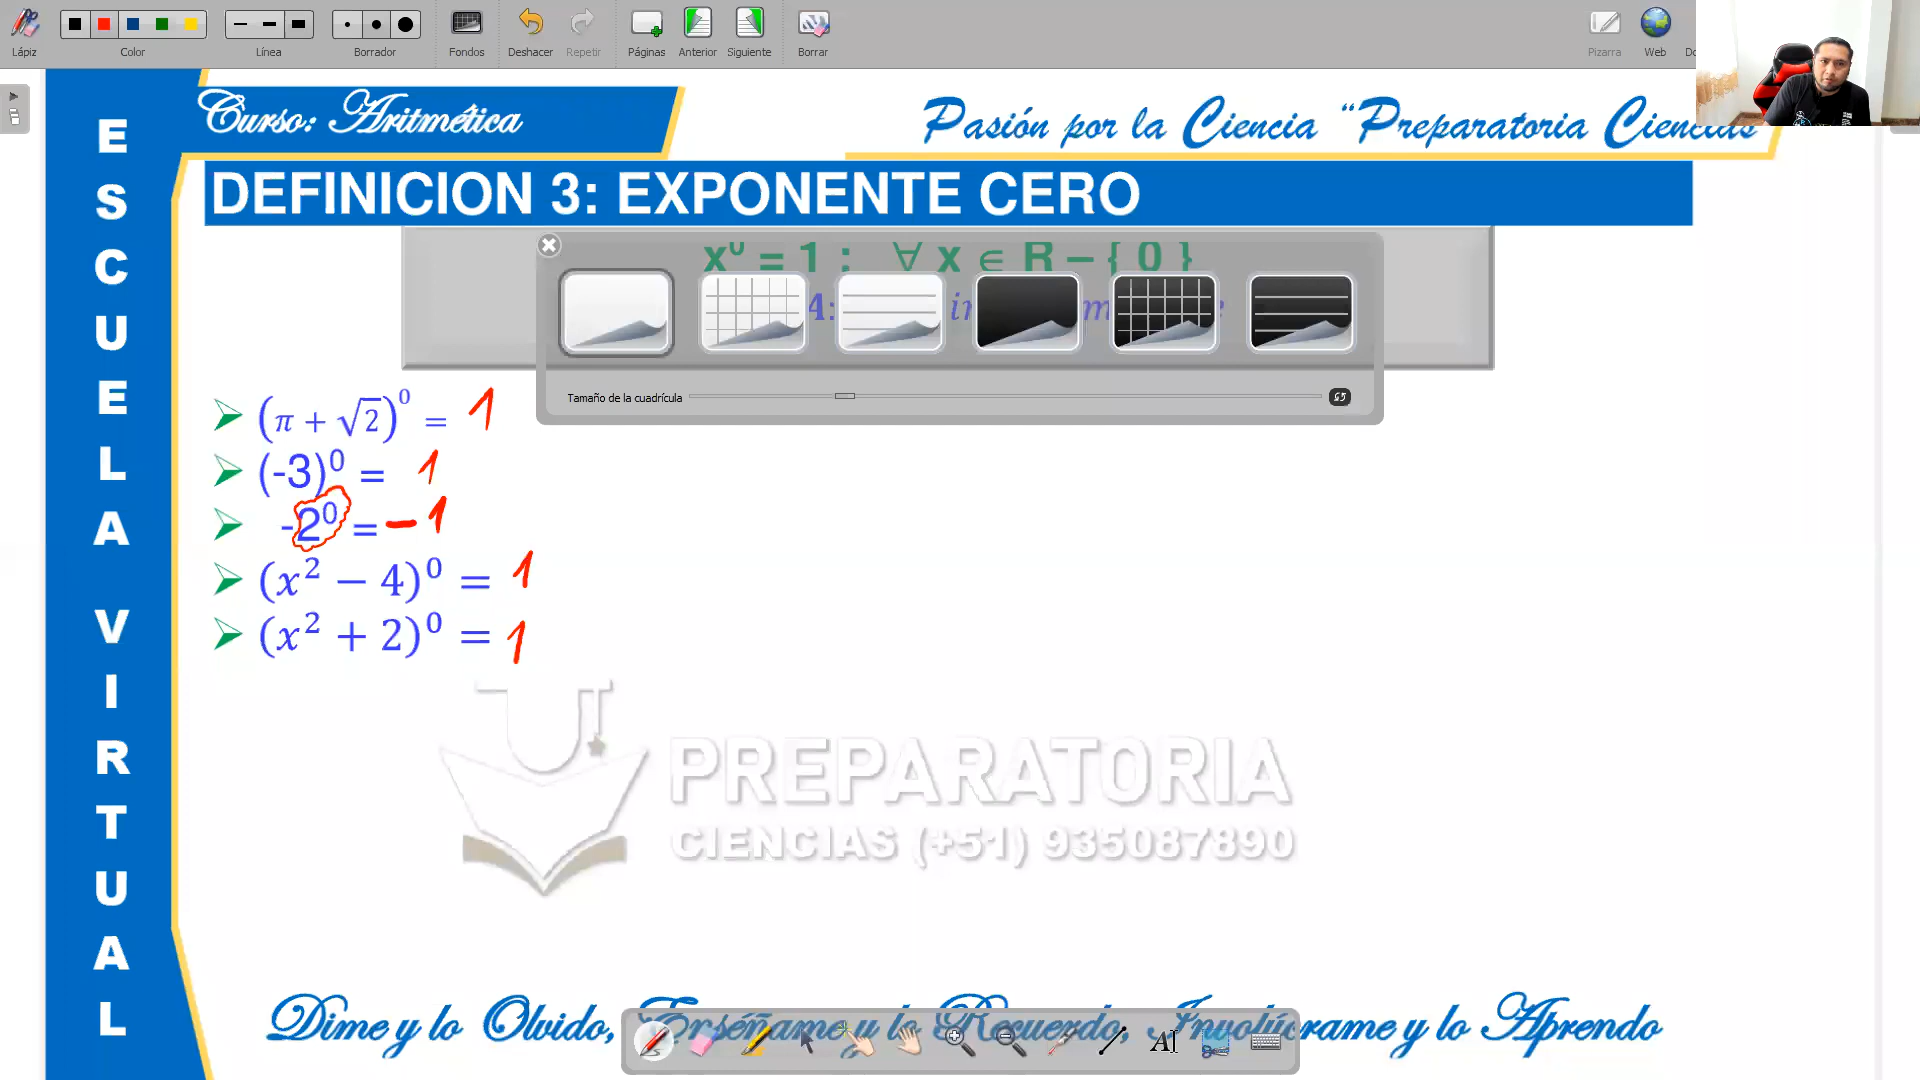 Lápiz
Color
Línea
Borrador
Fondos
Deshacer
Repetir
Páginas
Anterior
Siguiente
Borrar
Pizarra
Web
Curso: Aritmética
Pasión por la Ciencia “Preparatoria Ciencias
ESCUELA VIRTUAL
DEFINICION 3: EXPONENTE CERO
x⁰ = 1 : ∀ x ∈ R – { 0 }
Tamaño de la cuadrícula
(π + √2)⁰ = 1
(-3)⁰ = 1
-2⁰ = – 1
(x² − 4)⁰ = 1
(x² + 2)⁰ = 1
PREPARATORIA
CIENCIAS (+51) 935087890
Dime y lo Olvido, Enséñame y lo Recuerdo, Involúcrame y lo Aprendo